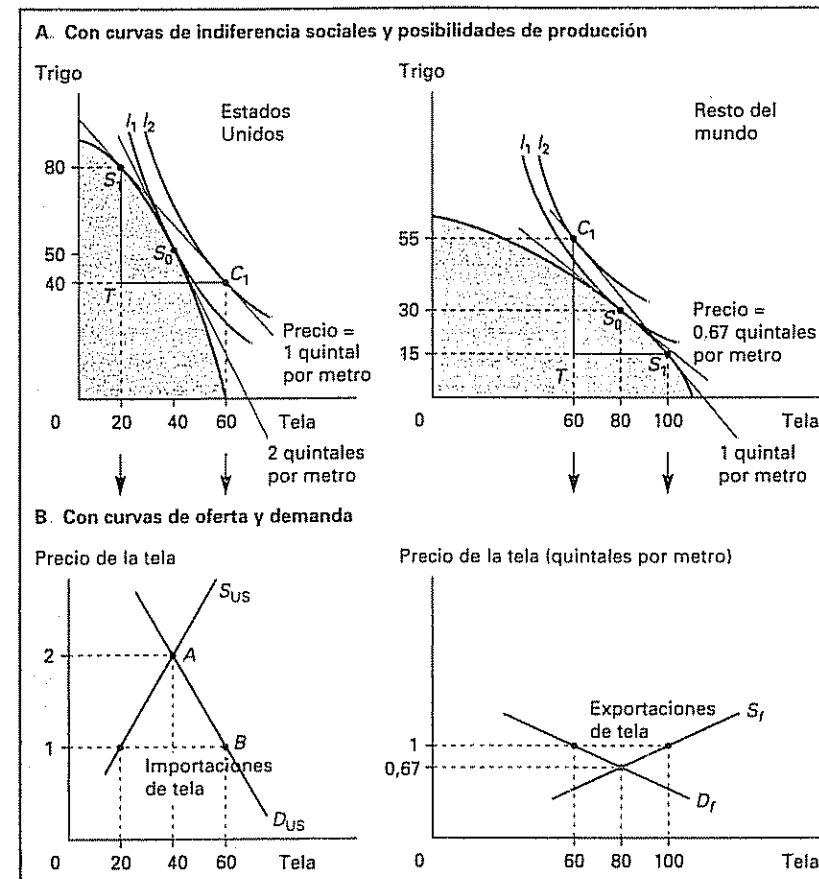 A. Con curvas de indiferencia sociales y posibilidades de producción
Trigo
Estados
Unidos
I1 I2
80
S1
50
S0
40
T
C1
Precio =
1 quintal
por metro
0
20
40
60
Tela
2 quintales
por metro
Trigo
Resto del
mundo
I1 I2
55
C1
30
S0
15
S1
T
Precio =
0,67 quintales
por metro
0
60
80
100
Tela
1 quintal
por metro
B. Con curvas de oferta y demanda
Precio de la tela
SUS
2
A
1
B
Importaciones
de tela
DUS
0
20
40
60
Tela
Precio de la tela (quintales por metro)
Exportaciones
de tela
Sf
1
0,67
Df
0
60
80
100
Tela